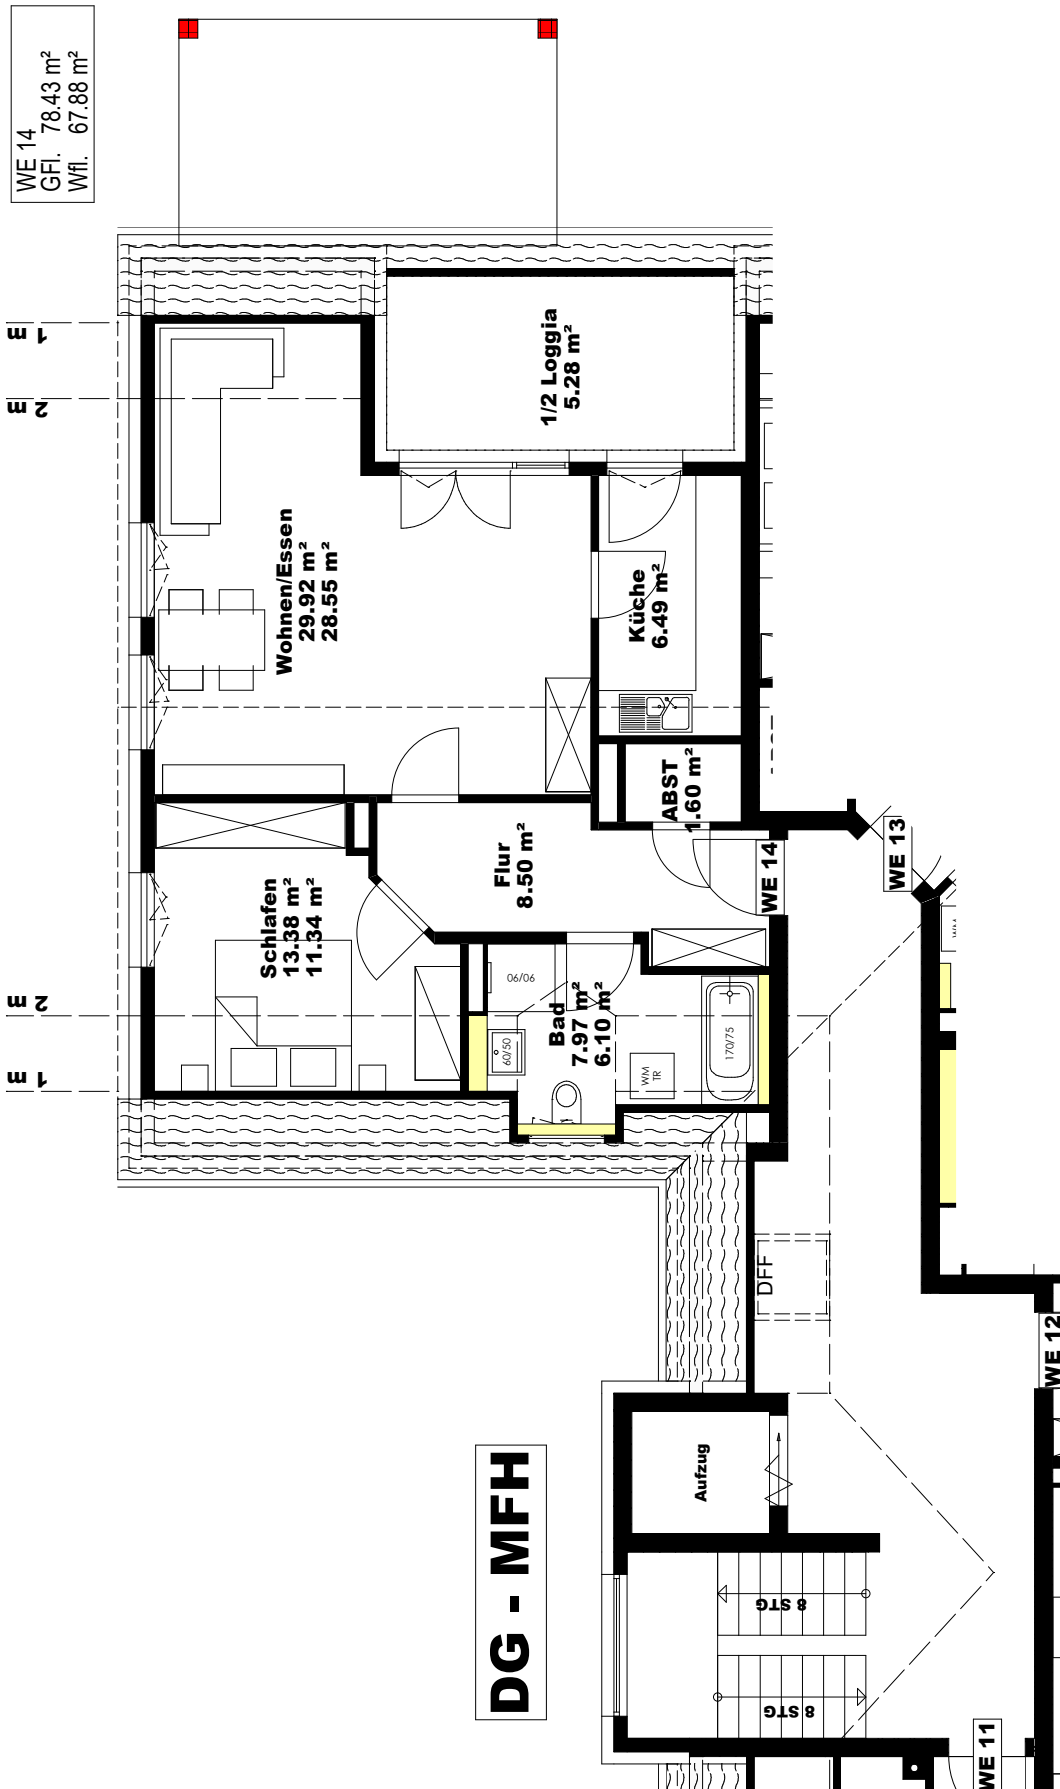 WE 14
GFl. 78.43 m²
Wfl. 67.88 m²
1 m
2 m
1/2 Loggia
5.28 m²
Wohnen/Essen
29.92 m²
28.55 m²
Küche
6.49 m²
ABST
1.60 m²
Flur
8.50 m²
WE 14
WE 13
Schlafen
13.38 m²
11.34 m²
2 m
1 m
Bad
7.97 m²
6.10 m²
06/06
60/50
WM
TR
170/75
WM
DFF
WE 12
Aufzug
DG - MFH
8 STG
8 STG
WE 11